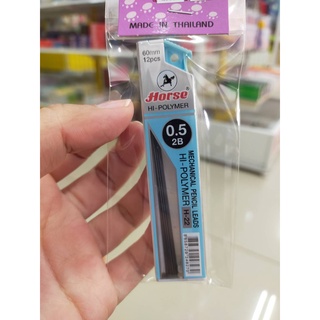 MADE IN THAILAND
60mm
12pcs
Horse
HI-POLYMER
0.5
2B
MECHANICAL PENCIL LEADS
HI-POLYMER H-22